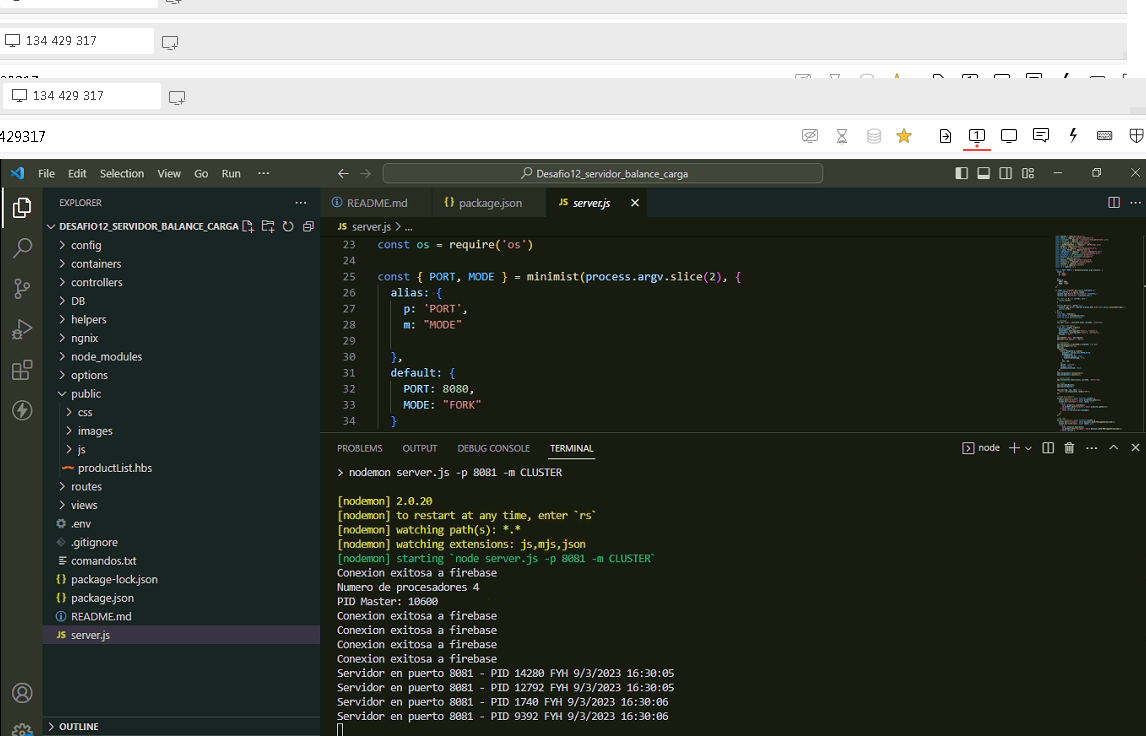 134 429 317
134 429 317
429317
File Edit Selection View Go Run ···
Desafio12_servidor_balance_carga
EXPLORER
DESAFIO12_SERVIDOR_BALANCE_CARGA
config
containers
controllers
DB
helpers
ngnix
node_modules
options
public
css
images
js
productList.hbs
routes
views
.env
.gitignore
comandos.txt
package-lock.json
package.json
README.md
JS server.js
OUTLINE
README.md
{} package.json
JS server.js
JS server.js > ...
23 const os = require('os')
24
25 const { PORT, MODE } = minimist(process.argv.slice(2), {
26 alias: {
27 p: 'PORT',
28 m: "MODE"
29
30 },
31 default: {
32 PORT: 8080,
33 MODE: "FORK"
34 }
PROBLEMS OUTPUT DEBUG CONSOLE TERMINAL
node
> nodemon server.js -p 8081 -m CLUSTER
[nodemon] 2.0.20
[nodemon] to restart at any time, enter `rs`
[nodemon] watching path(s): *.*
[nodemon] watching extensions: js,mjs,json
[nodemon] starting `node server.js -p 8081 -m CLUSTER`
Conexion exitosa a firebase
Numero de procesadores 4
PID Master: 10600
Conexion exitosa a firebase
Conexion exitosa a firebase
Conexion exitosa a firebase
Conexion exitosa a firebase
Servidor en puerto 8081 - PID 14280 FYH 9/3/2023 16:30:05
Servidor en puerto 8081 - PID 12792 FYH 9/3/2023 16:30:05
Servidor en puerto 8081 - PID 1740 FYH 9/3/2023 16:30:06
Servidor en puerto 8081 - PID 9392 FYH 9/3/2023 16:30:06